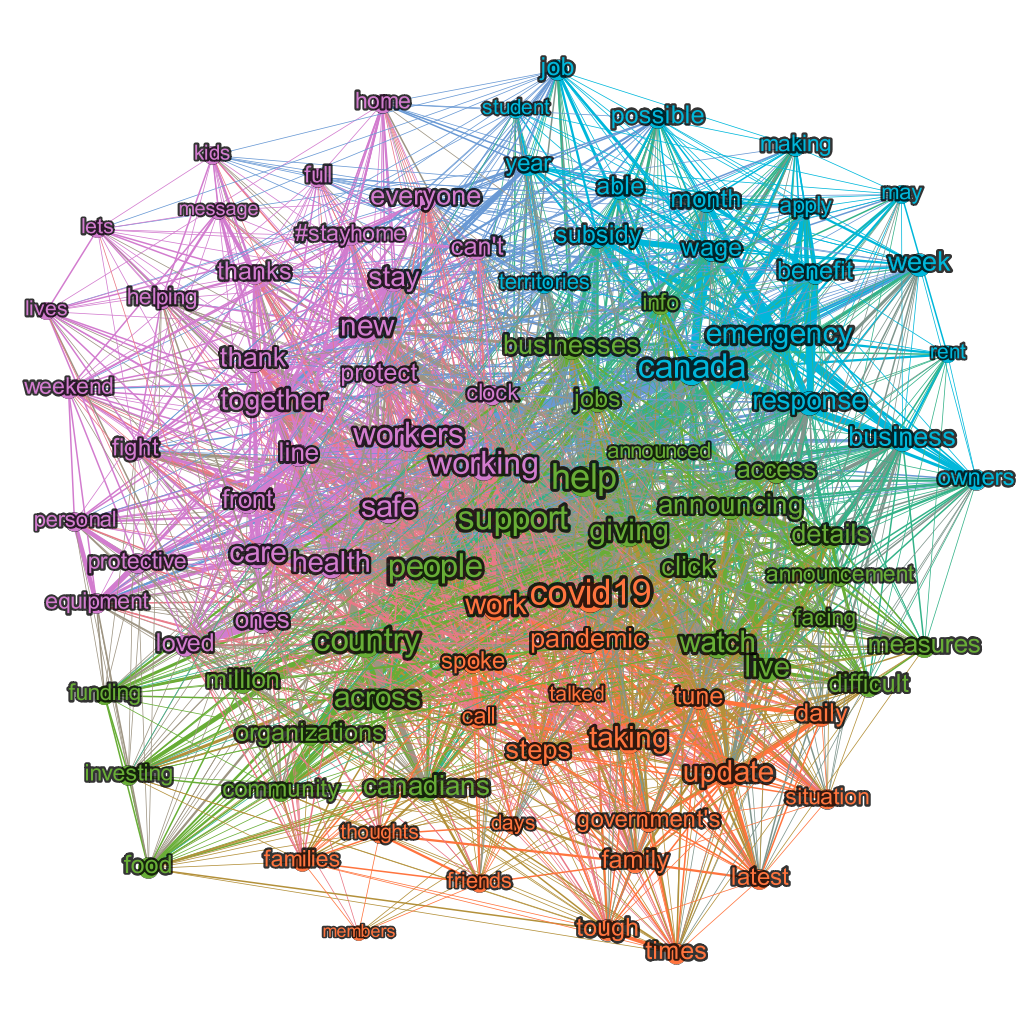 job
home
student
possible
making
kids
year
full
able
may
everyone
month
apply
message
lets
#stayhome
subsidy
can't
wage
week
thanks
stay
benefit
territories
helping
lives
info
new
emergency
businesses
rent
thank
canada
protect
weekend
clock
together
jobs
response
workers
business
fight
line
announced
working
access
help
owners
front
safe
announcing
personal
support
giving
details
care
health
protective
people
click
announcement
covid19
equipment
work
ones
facing
country
pandemic
watch
measures
loved
spoke
live
million
difficult
funding
talked
across
tune
call
daily
organizations
taking
steps
investing
update
community
canadians
situation
government's
days
thoughts
families
family
food
friends
latest
tough
members
times